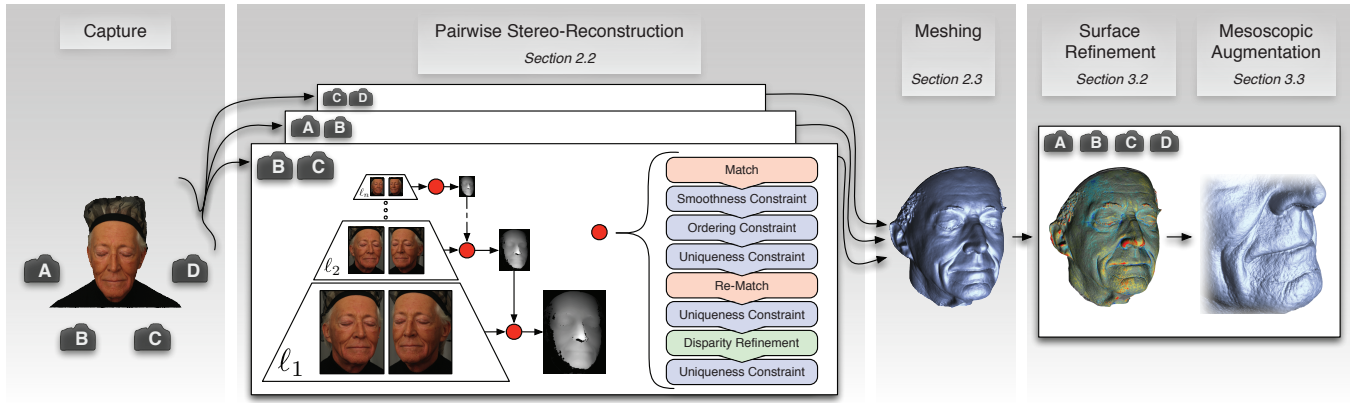 Capture
A
D
B
C
Pairwise Stereo-Reconstruction
Section 2.2
C D
A B
B C
ℓn
ℓ2
ℓ1
Match
Smoothness Constraint
Ordering Constraint
Uniqueness Constraint
Re-Match
Uniqueness Constraint
Disparity Refinement
Uniqueness Constraint
Meshing
Section 2.3
Surface
Refinement
Section 3.2
Mesoscopic
Augmentation
Section 3.3
A B C D